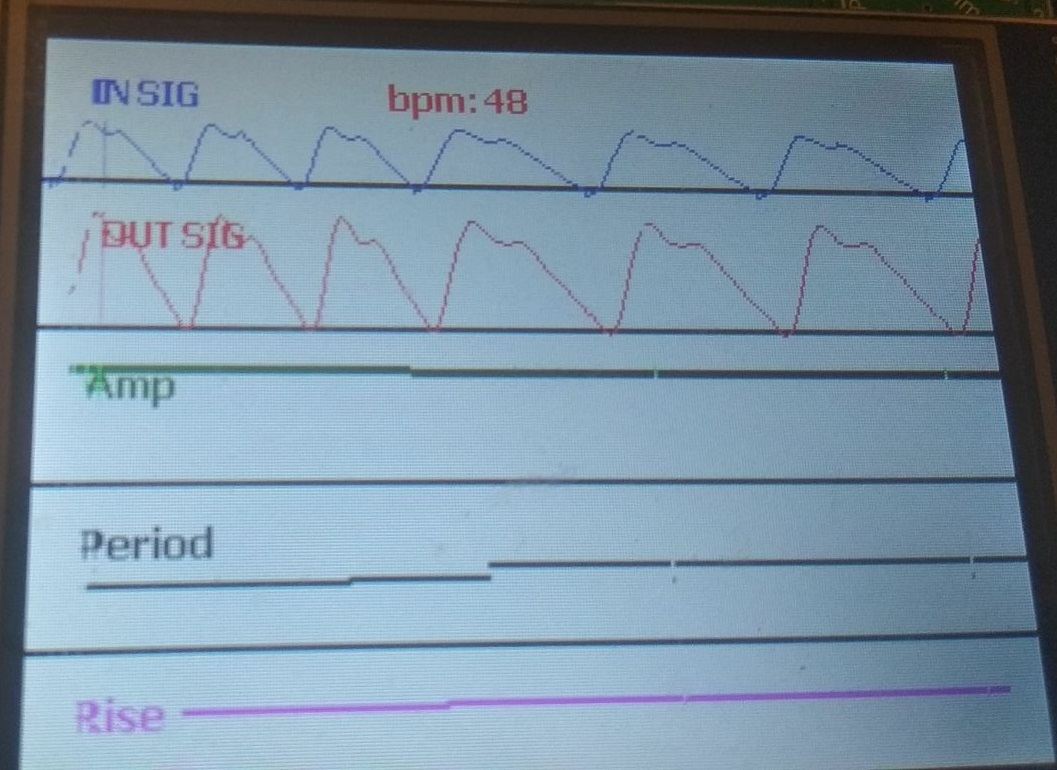 IN SIG
bpm: 48
OUT SIG
Amp
Period
Rise